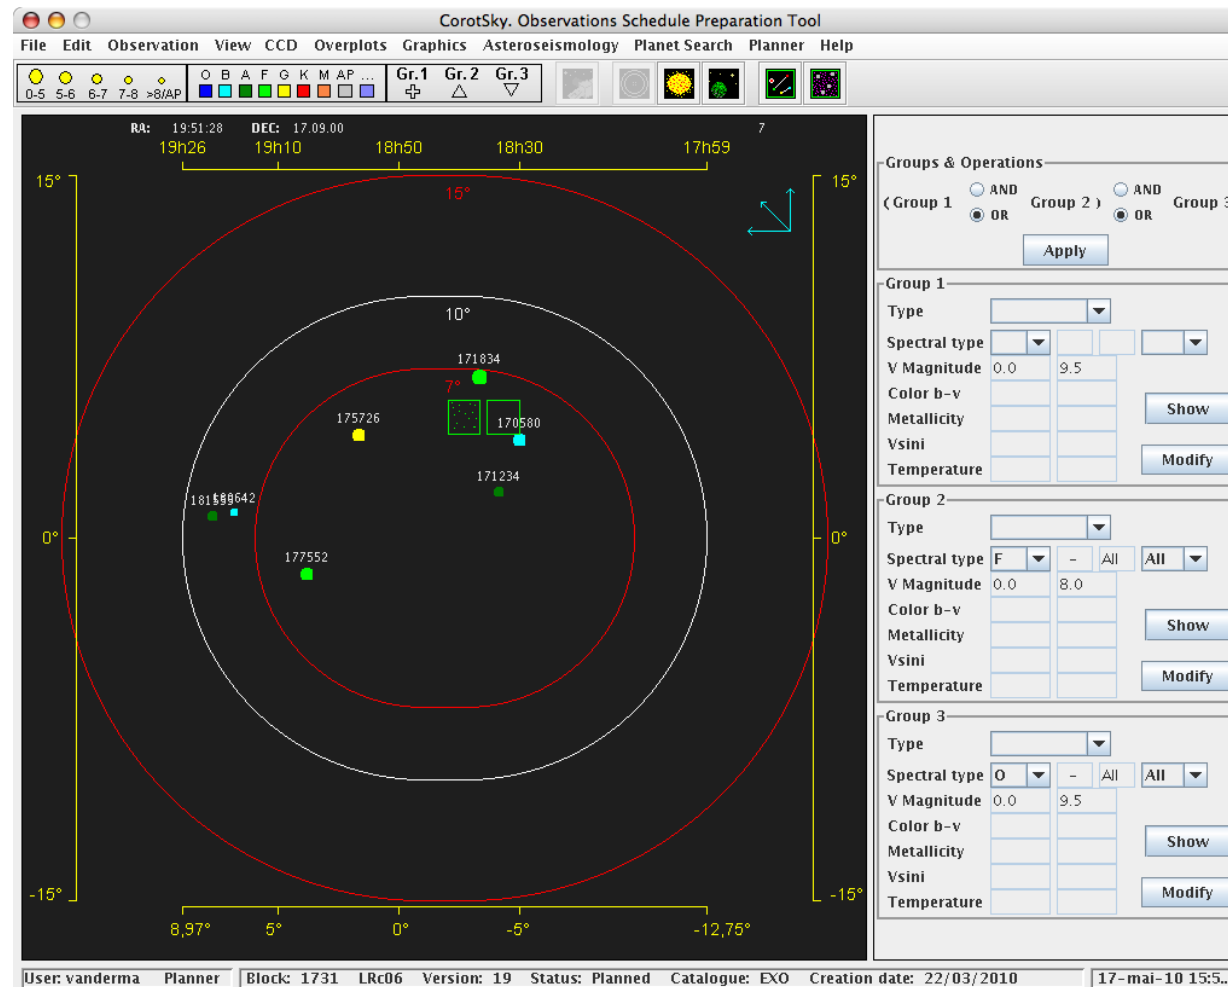 CorotSky. Observations Schedule Preparation Tool
File Edit Observation View CCD Overplots Graphics Asteroseismology Planet Search Planner Help
O B A F G K M AP ... Gr.1 Gr.2 Gr.3
0-5 5-6 6-7 7-8 >8/AP
RA: 19:51:28 DEC: 17.09.00 7
19h26 19h10 18h50 18h30 17h59
15° 15°
15°
10°
171834
7°
175726
170580
171234
181555 642
0° 0°
177552
-15° -15°
8,97° 5° 0° -5° -12,75°
Groups & Operations
AND AND
( Group 1 Group 2 ) Group 3
OR OR
Apply
Group 1
Type
Spectral type
V Magnitude 0.0 9.5
Color b-v
Show
Metallicity
Vsini
Modify
Temperature
Group 2
Type
Spectral type F - All All
V Magnitude 0.0 8.0
Color b-v
Show
Metallicity
Vsini
Modify
Temperature
Group 3
Type
Spectral type O - All All
V Magnitude 0.0 9.5
Color b-v
Show
Metallicity
Vsini
Modify
Temperature
User: vanderma Planner Block: 1731 LRc06 Version: 19 Status: Planned Catalogue: EXO Creation date: 22/03/2010 17-mai-10 15:5...